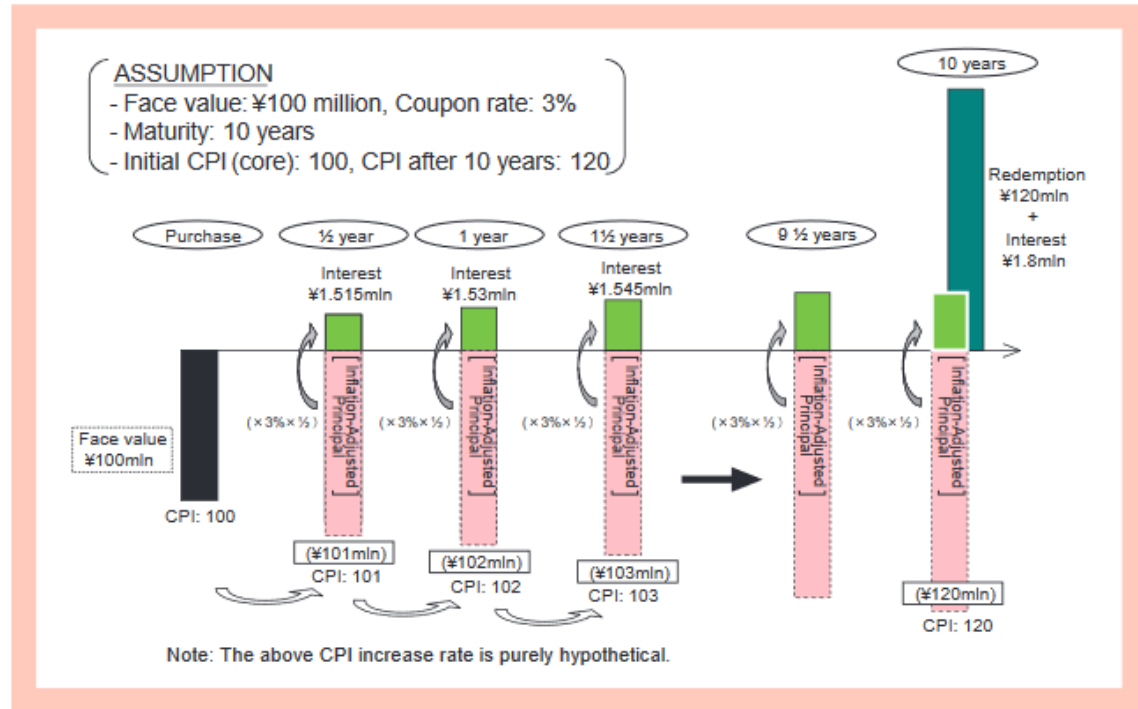 ASSUMPTION
- Face value: ¥100 million, Coupon rate: 3%
- Maturity: 10 years
- Initial CPI (core): 100, CPI after 10 years: 120
10 years
Redemption
¥120mln
+
Interest
¥1.8mln
Purchase
½ year
1 year
1½ years
9 ½ years
Interest
¥1.515mln
Interest
¥1.53mln
Interest
¥1.545mln
Face value
¥100mln
CPI: 100
(×3%×½)
(×3%×½)
(×3%×½)
(×3%×½)
(×3%×½)
[Inflation-Adjusted
Principal]
[Inflation-Adjusted
Principal]
[Inflation-Adjusted
Principal]
[Inflation-Adjusted
Principal]
[Inflation-Adjusted
Principal]
(¥101mln)
CPI: 101
(¥102mln)
CPI: 102
(¥103mln)
CPI: 103
(¥120mln)
CPI: 120
Note: The above CPI increase rate is purely hypothetical.